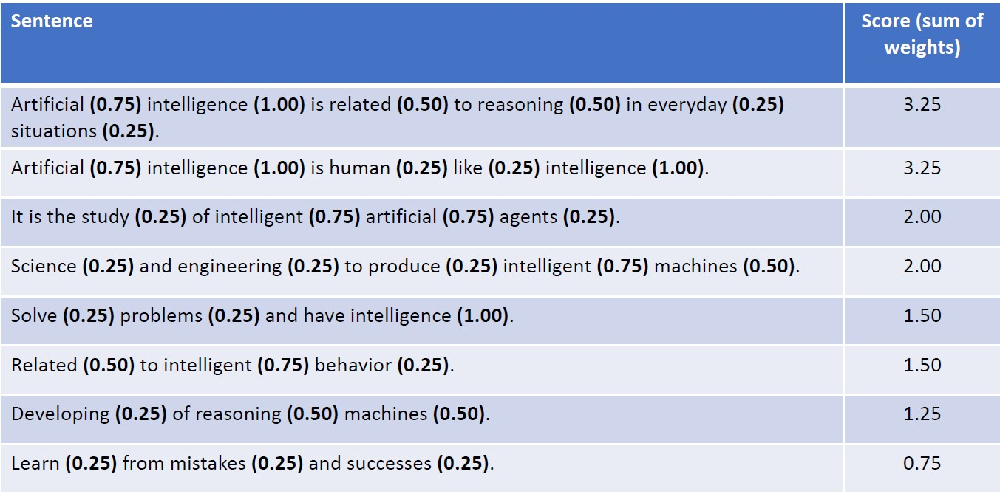 Sentence
Score (sum of
weights)
Artificial (0.75) intelligence (1.00) is related (0.50) to reasoning (0.50) in everyday (0.25)
situations (0.25).
3.25
Artificial (0.75) intelligence (1.00) is human (0.25) like (0.25) intelligence (1.00).
3.25
It is the study (0.25) of intelligent (0.75) artificial (0.75) agents (0.25).
2.00
Science (0.25) and engineering (0.25) to produce (0.25) intelligent (0.75) machines (0.50).
2.00
Solve (0.25) problems (0.25) and have intelligence (1.00).
1.50
Related (0.50) to intelligent (0.75) behavior (0.25).
1.50
Developing (0.25) of reasoning (0.50) machines (0.50).
1.25
Learn (0.25) from mistakes (0.25) and successes (0.25).
0.75